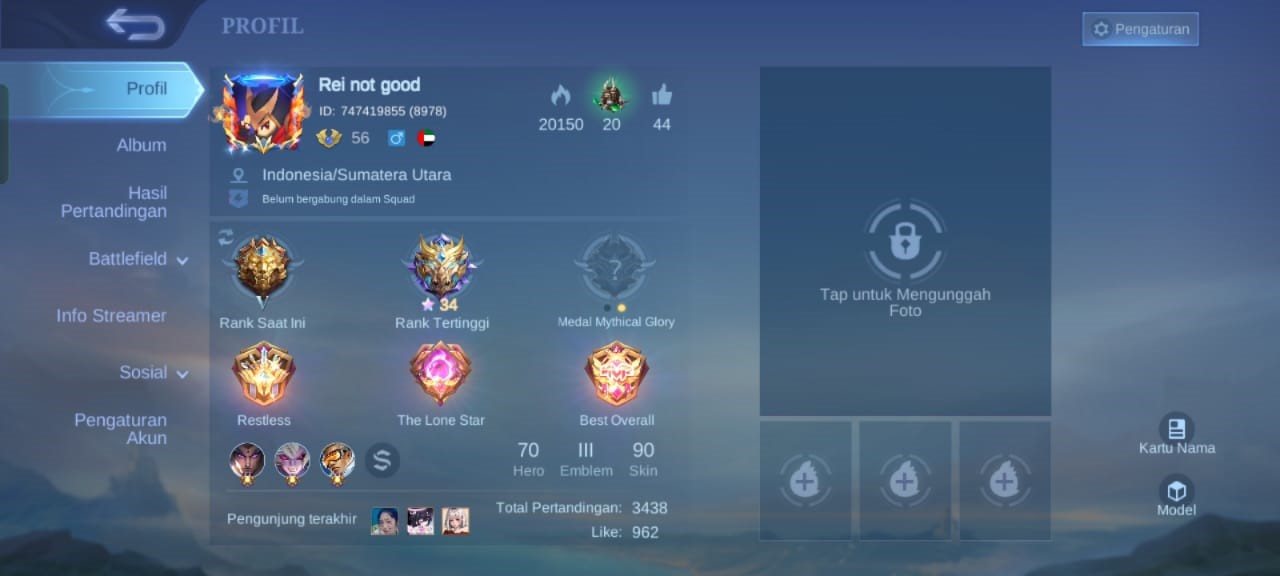 PROFIL
Pengaturan
Profil
Album
Hasil
Pertandingan
Battlefield
Info Streamer
Sosial
Pengaturan
Akun
Rei not good
ID: 747419855 (8978)
56
20150
20
44
Indonesia/Sumatera Utara
Belum bergabung dalam Squad
V
34
?
Rank Saat Ini
Rank Tertinggi
Medal Mythical Glory
Restless
The Lone Star
Best Overall
70
III
90
Hero
Emblem
Skin
Pengunjung terakhir
Total Pertandingan: 3438
Like: 962
Tap untuk Mengunggah
Foto
Kartu Nama
Model